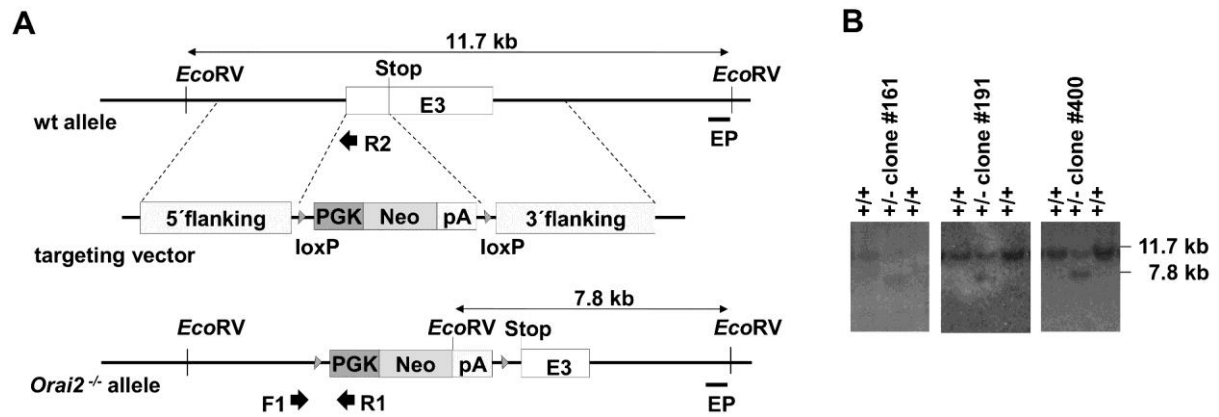 A
11.7 kb
EcoRV
Stop
EcoRV
E3
wt allele
R2
EP
5´flanking
PGK
Neo
pA
3´flanking
loxP
loxP
targeting vector
7.8 kb
EcoRV
EcoRV
Stop
EcoRV
PGK
Neo
pA
E3
Orai2 -/- allele
F1
R1
EP
B
+/+
+/- clone #161
+/+
+/+
+/- clone #191
+/+
+/+
+/- clone #400
+/+
11.7 kb
7.8 kb